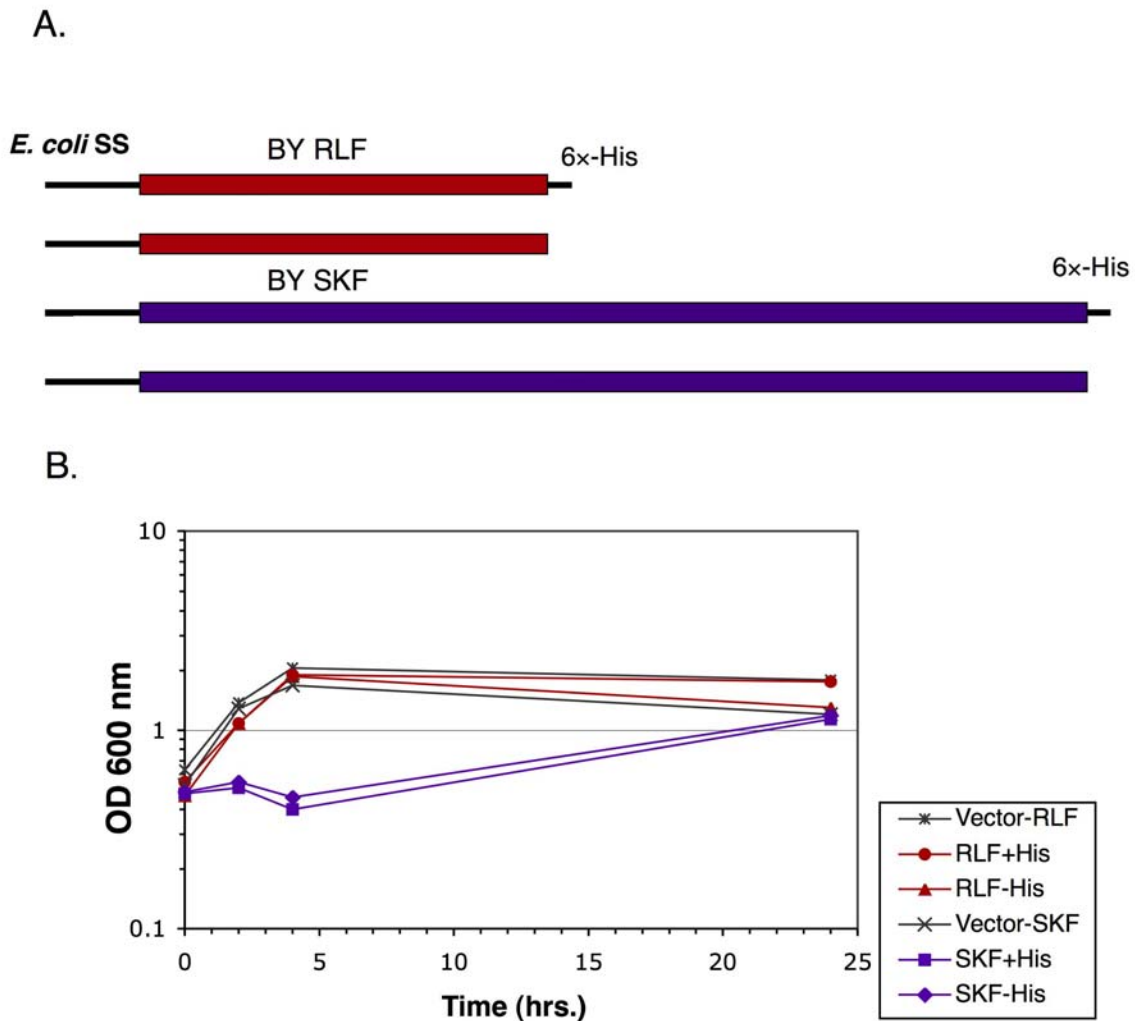 A.
E. coli SS
BY RLF
6×-His
BY SKF
6×-His
B.
10
1
0.1
OD 600 nm
0
5
10
15
20
25
Time (hrs.)
Vector-RLF
RLF+His
RLF-His
Vector-SKF
SKF+His
SKF-His